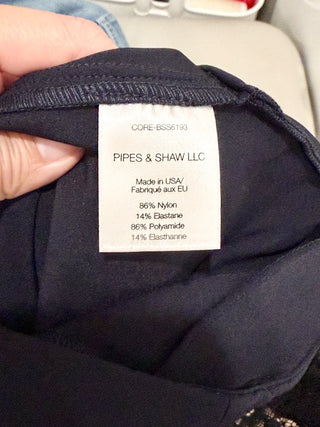 CORE-BSS6193
PIPES & SHAW LLC
Made in USA/
Fabriqué aux EU
86% Nylon
14% Elastane
86% Polyamide
14% Elasthanne